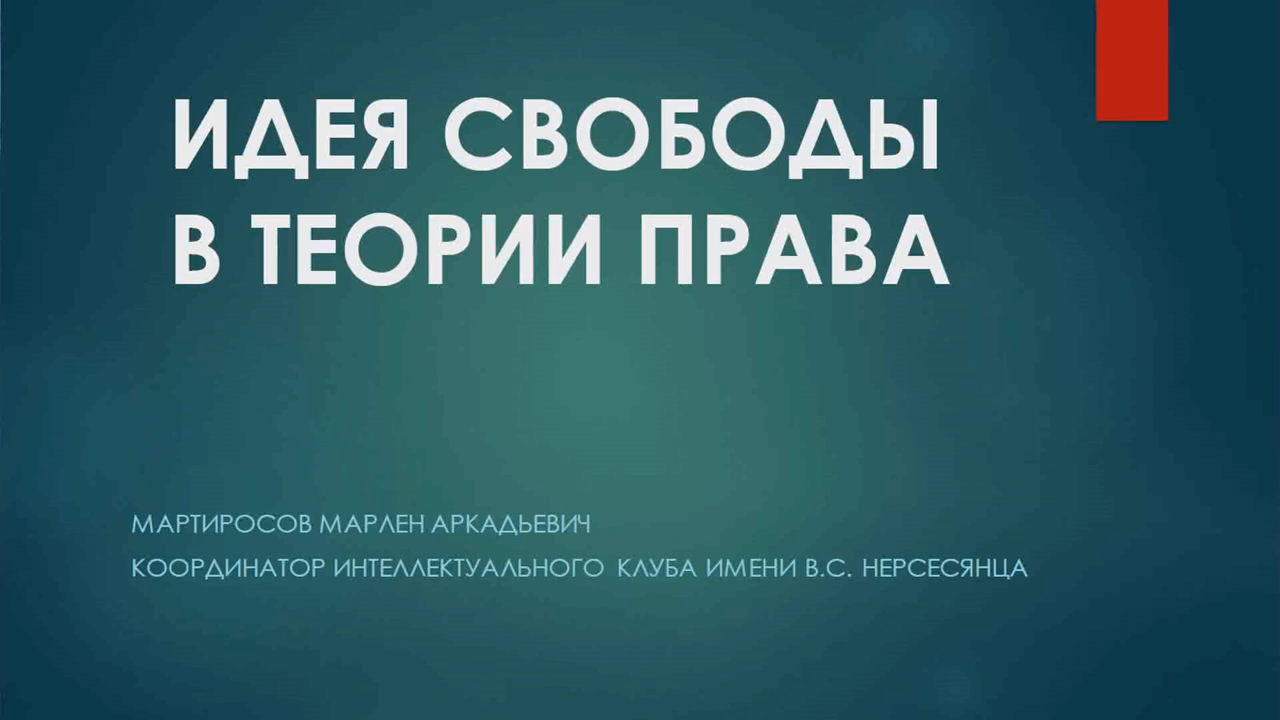 ИДЕЯ СВОБОДЫ
В ТЕОРИИ ПРАВА
МАРТИРОСОВ МАРЛЕН АРКАДЬЕВИЧ
КООРДИНАТОР ИНТЕЛЛЕКТУАЛЬНОГО КЛУБА ИМЕНИ В.С. НЕРСЕСЯНЦА